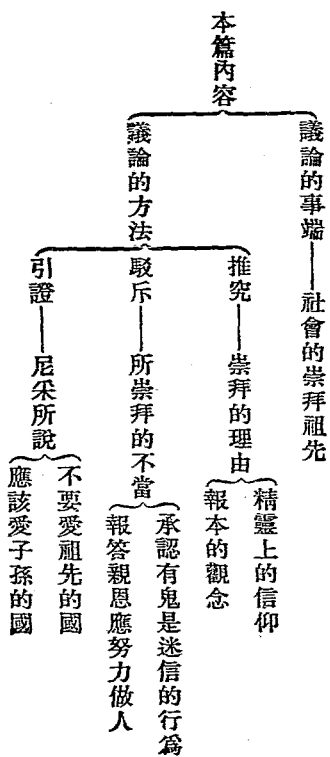 本篇內容
議論的事端——社會的崇拜祖先
議論的方法
推究——崇拜的理由
精靈上的信仰
報本的觀念
駁斥——所崇拜的不當
承認有鬼是迷信的行爲
報答親恩應努力做人
引證——尼采所說
不要愛祖先的國
應該愛子孫的國